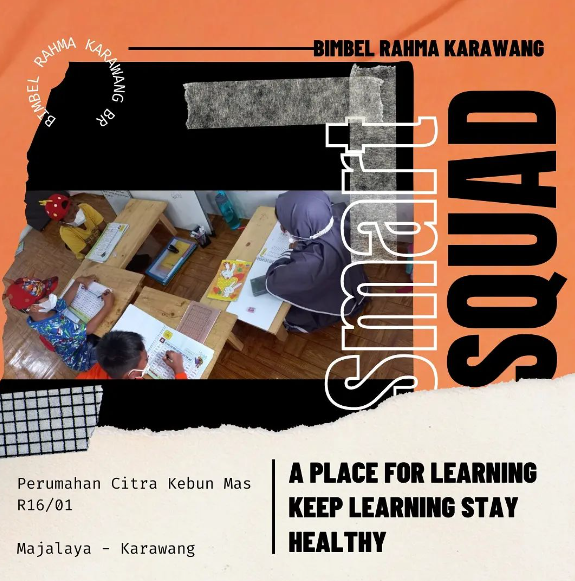 BIMBEL RAHMA KARAWANG BR
BIMBEL RAHMA KARAWANG
Smart
SQUAD
Perumahan Citra Kebun Mas
R16/01
Majalaya - Karawang
A PLACE FOR LEARNING
KEEP LEARNING STAY
HEALTHY